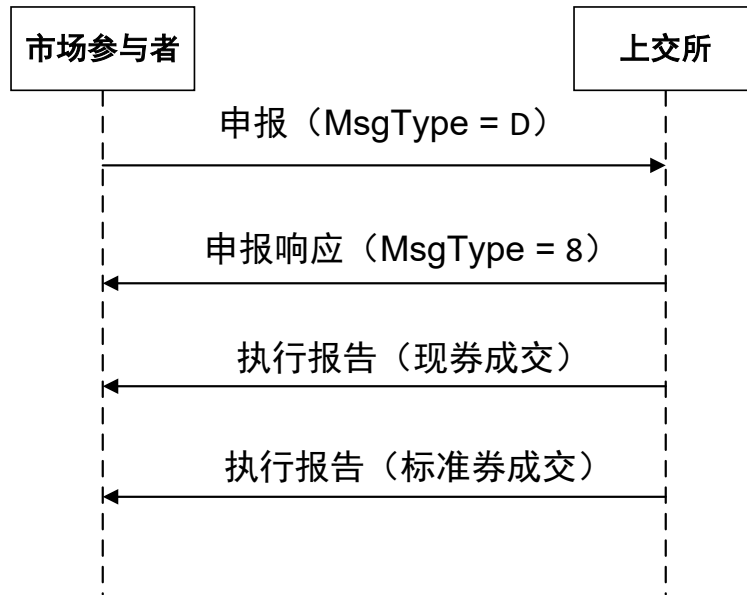 市场参与者
上交所
申报（MsgType = D）
申报响应（MsgType = 8）
执行报告（现券成交）
执行报告（标准券成交）